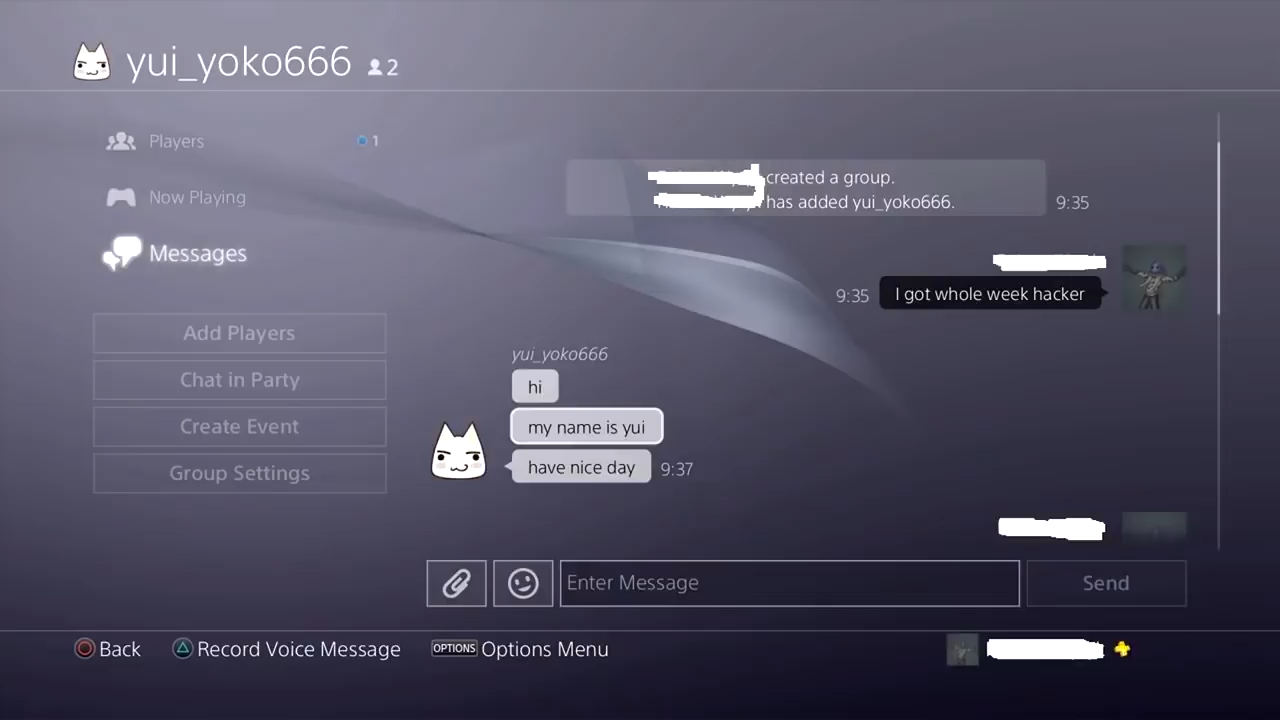 yui_yoko666 2
Players 1
Now Playing
Messages
Add Players
Chat in Party
Create Event
Group Settings
created a group.
has added yui_yoko666. 9:35
9:35 I got whole week hacker
yui_yoko666
hi
my name is yui
have nice day 9:37
Enter Message
Send
Back
Record Voice Message
OPTIONS Options Menu